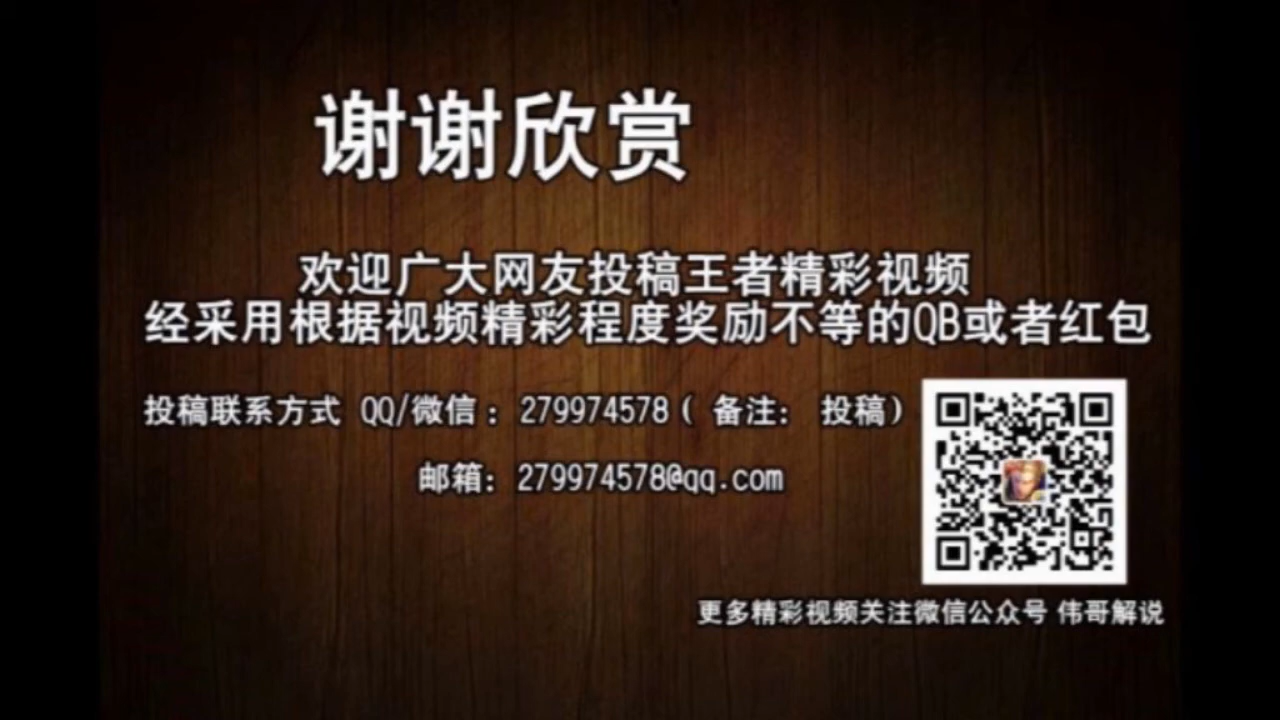 谢谢欣赏
欢迎广大网友投稿王者精彩视频
经采用根据视频精彩程度奖励不等的QB或者红包
投稿联系方式 QQ/微信：279974578（备注：投稿）
邮箱：279974578@qq.com
更多精彩视频关注微信公众号 伟哥解说